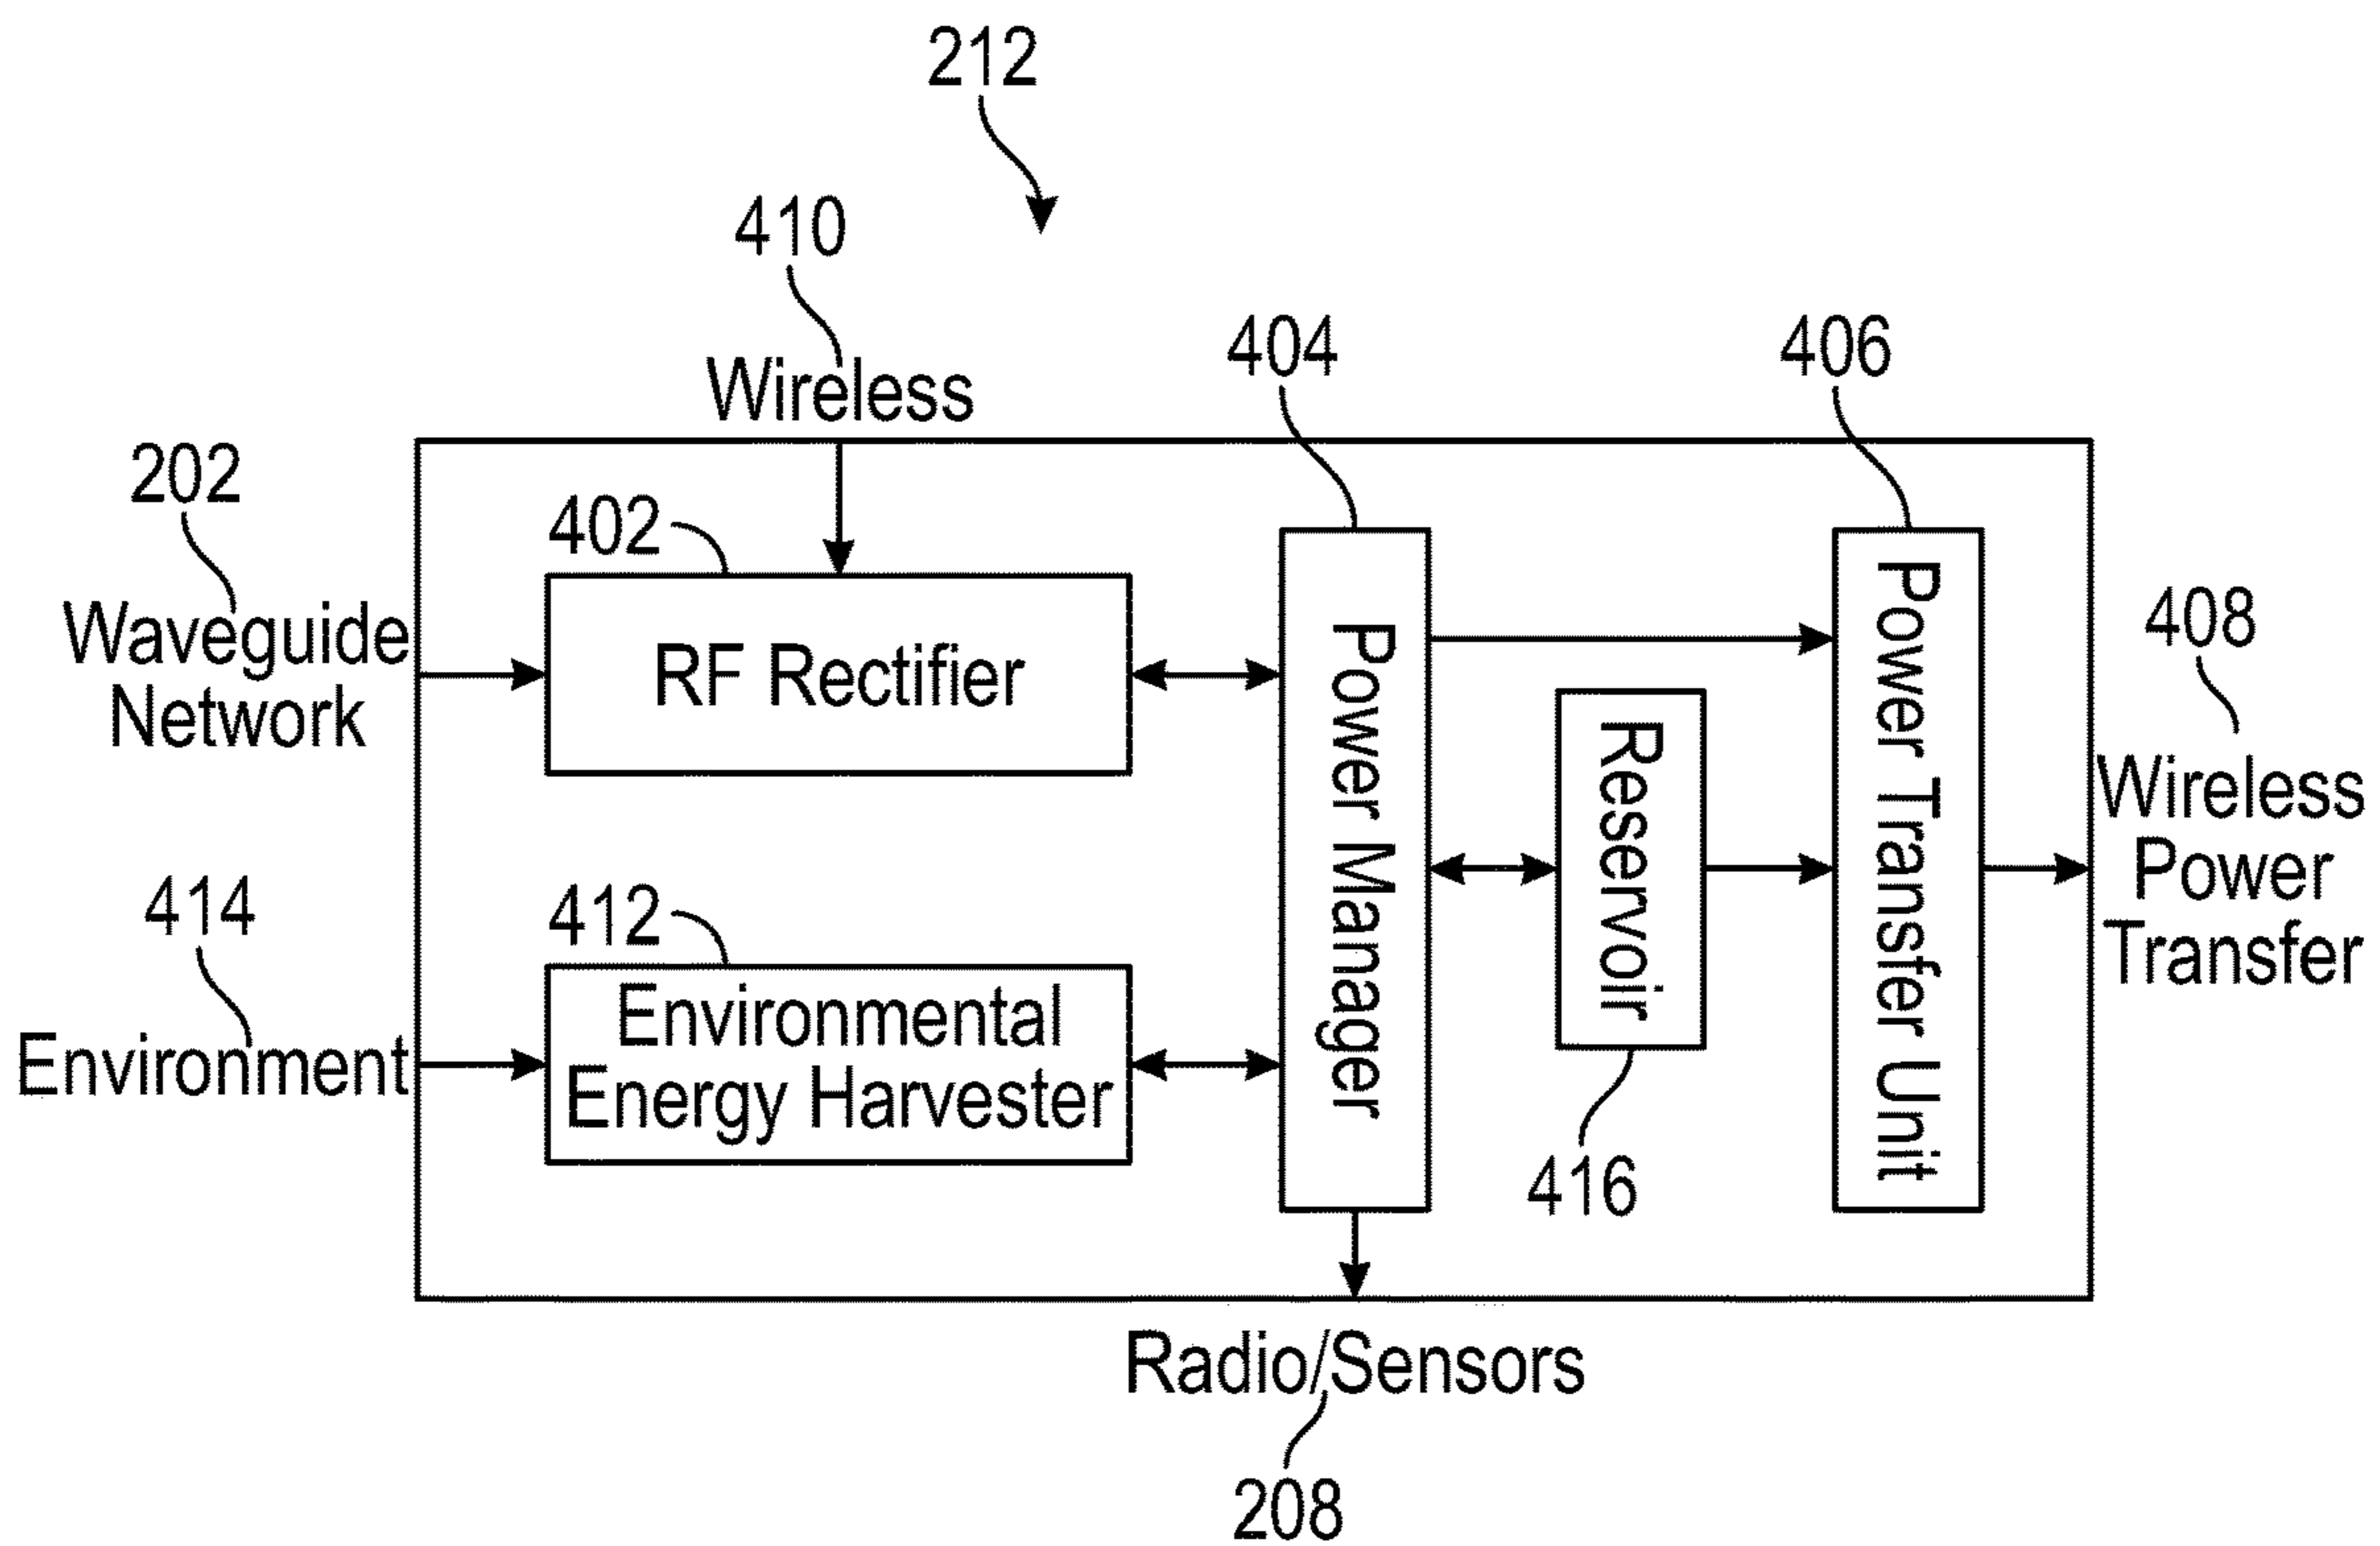 212
410
Wireless
404
406
202
Waveguide
Network
402
RF Rectifier
408
Wireless
Power
Transfer
Power Manager
Reservoir
Power Transfer Unit
414
Environment
412
Environmental
Energy Harvester
416
Radio/Sensors
208